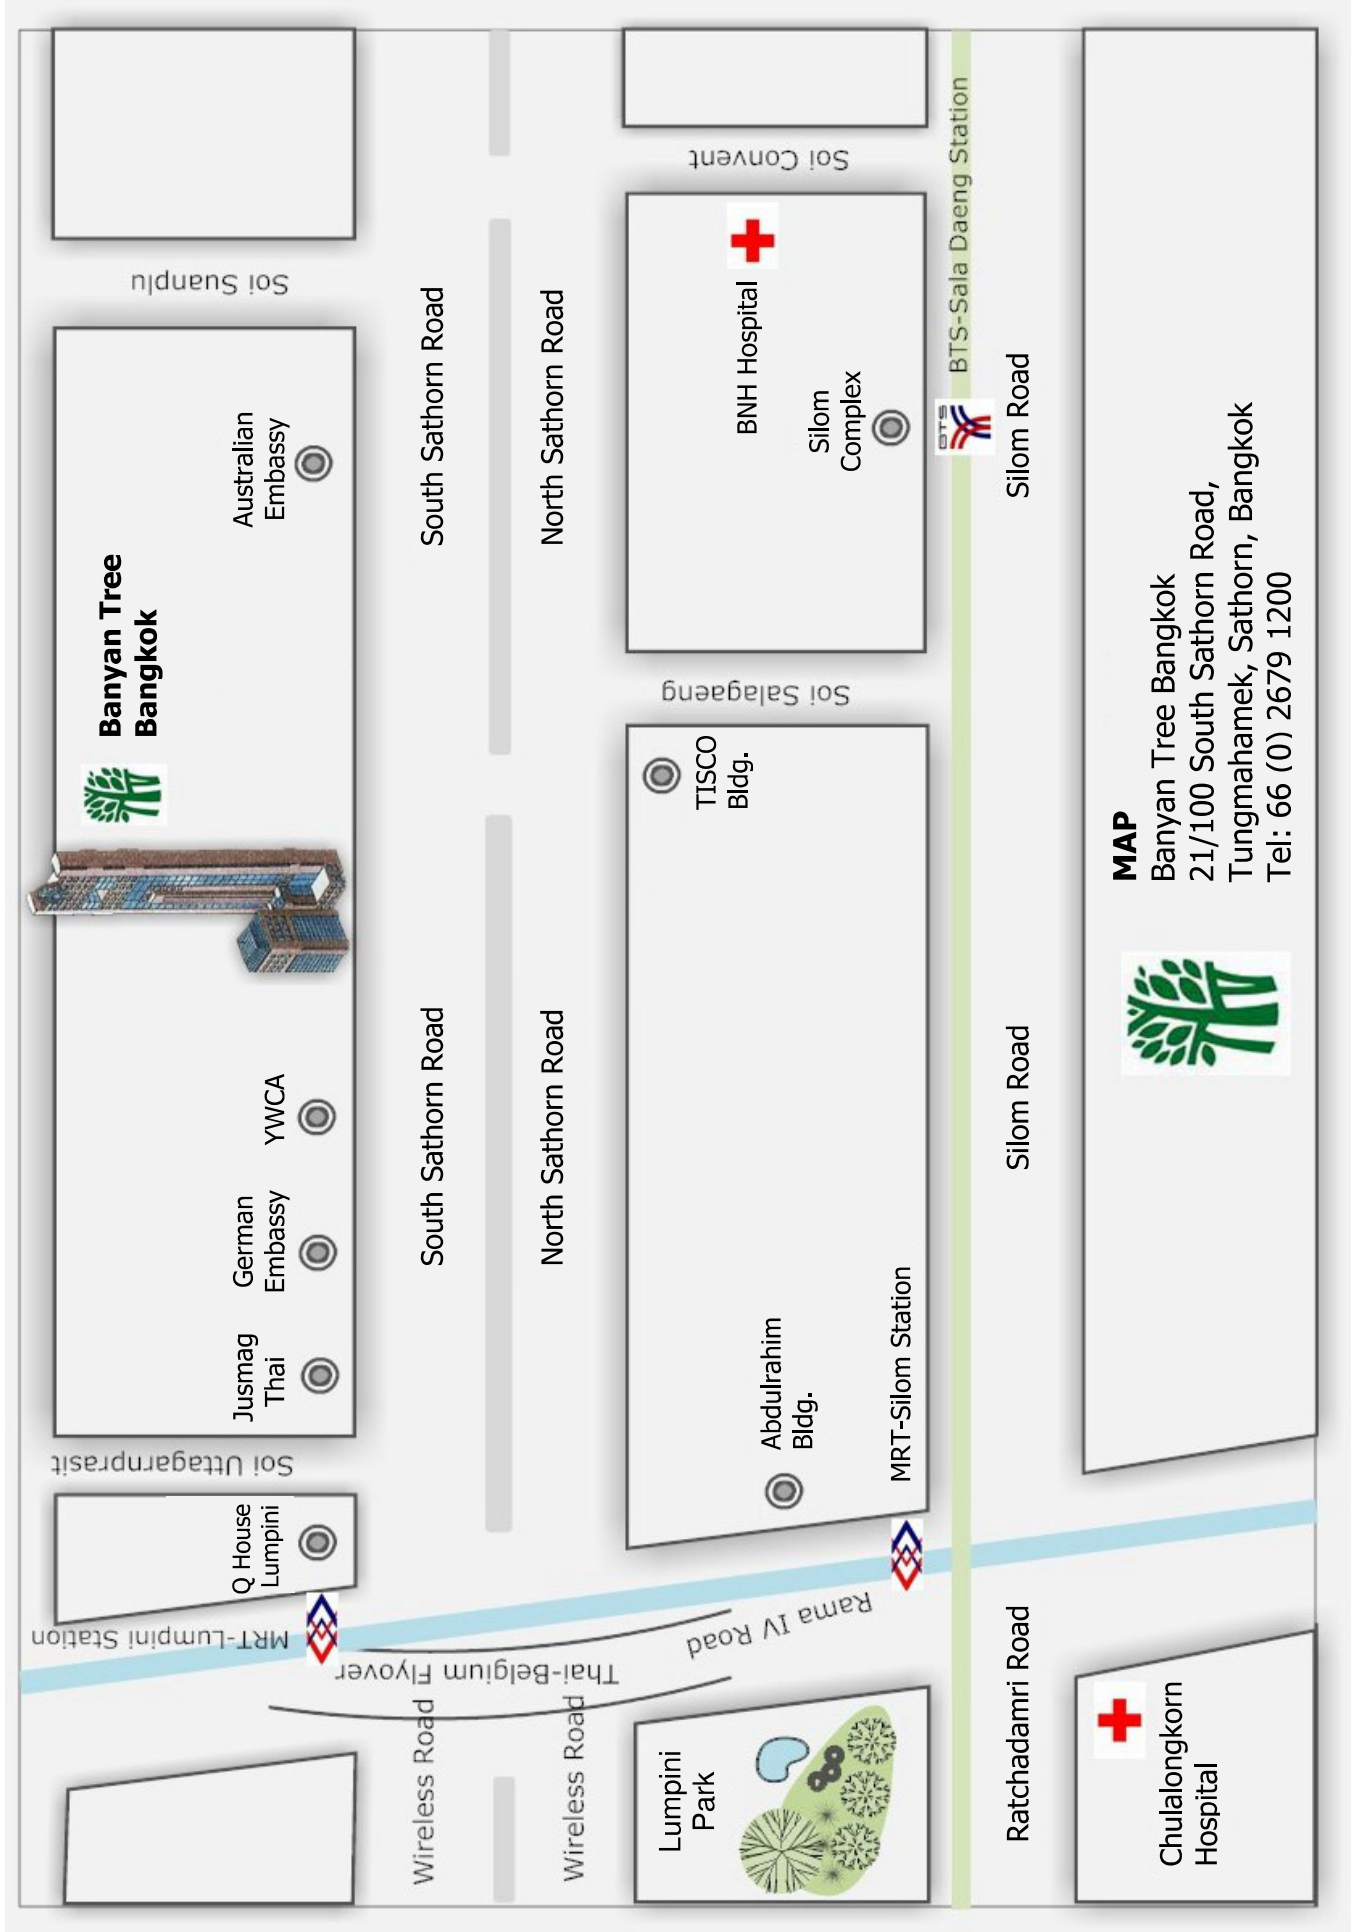 Soi Suanplu
Soi Convent
BTS-Sala Daeng Station
South Sathorn Road
North Sathorn Road
BNH Hospital
Silom
Complex
BTS
Silom Road
Australian
Embassy
Banyan Tree
Bangkok
Soi Salagaeng
TISCO
Bldg.
MAP
Banyan Tree Bangkok
21/100 South Sathorn Road,
Tungmahamek, Sathorn, Bangkok
Tel: 66 (0) 2679 1200
YWCA
German
Embassy
Jusmag
Thai
South Sathorn Road
North Sathorn Road
Silom Road
Abdulrahim
Bldg.
MRT-Silom Station
Soi Uttagarnprasit
Q House
Lumpini
MRT-Lumpini Station
Thai-Belgium Flyover
Rama IV Road
Wireless Road
Wireless Road
Lumpini
Park
Ratchadamri Road
Chulalongkorn
Hospital